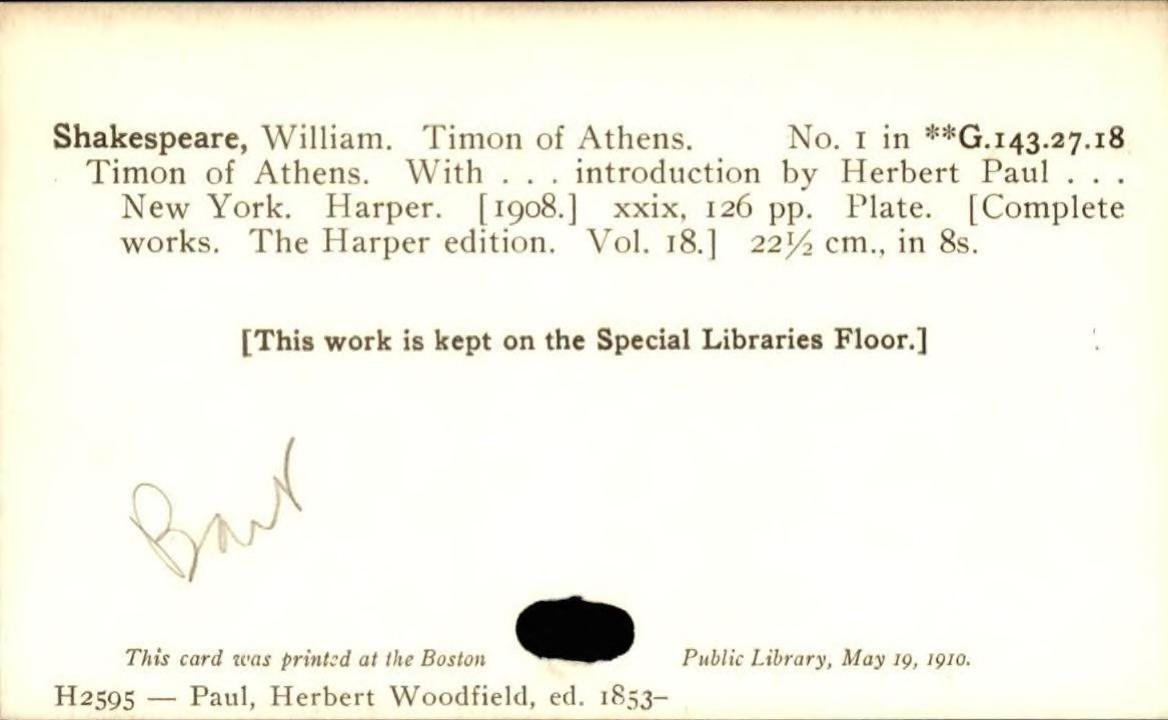 Shakespeare, William. Timon of Athens. No. 1 in **G.143.27.18
Timon of Athens. With . . . introduction by Herbert Paul . . .
New York. Harper. [1908.] xxix, 126 pp. Plate. [Complete
works. The Harper edition. Vol. 18.] 22½ cm., in 8s.
[This work is kept on the Special Libraries Floor.]
This card was printed at the Boston Public Library, May 19, 1910.
H2595 — Paul, Herbert Woodfield, ed. 1853–